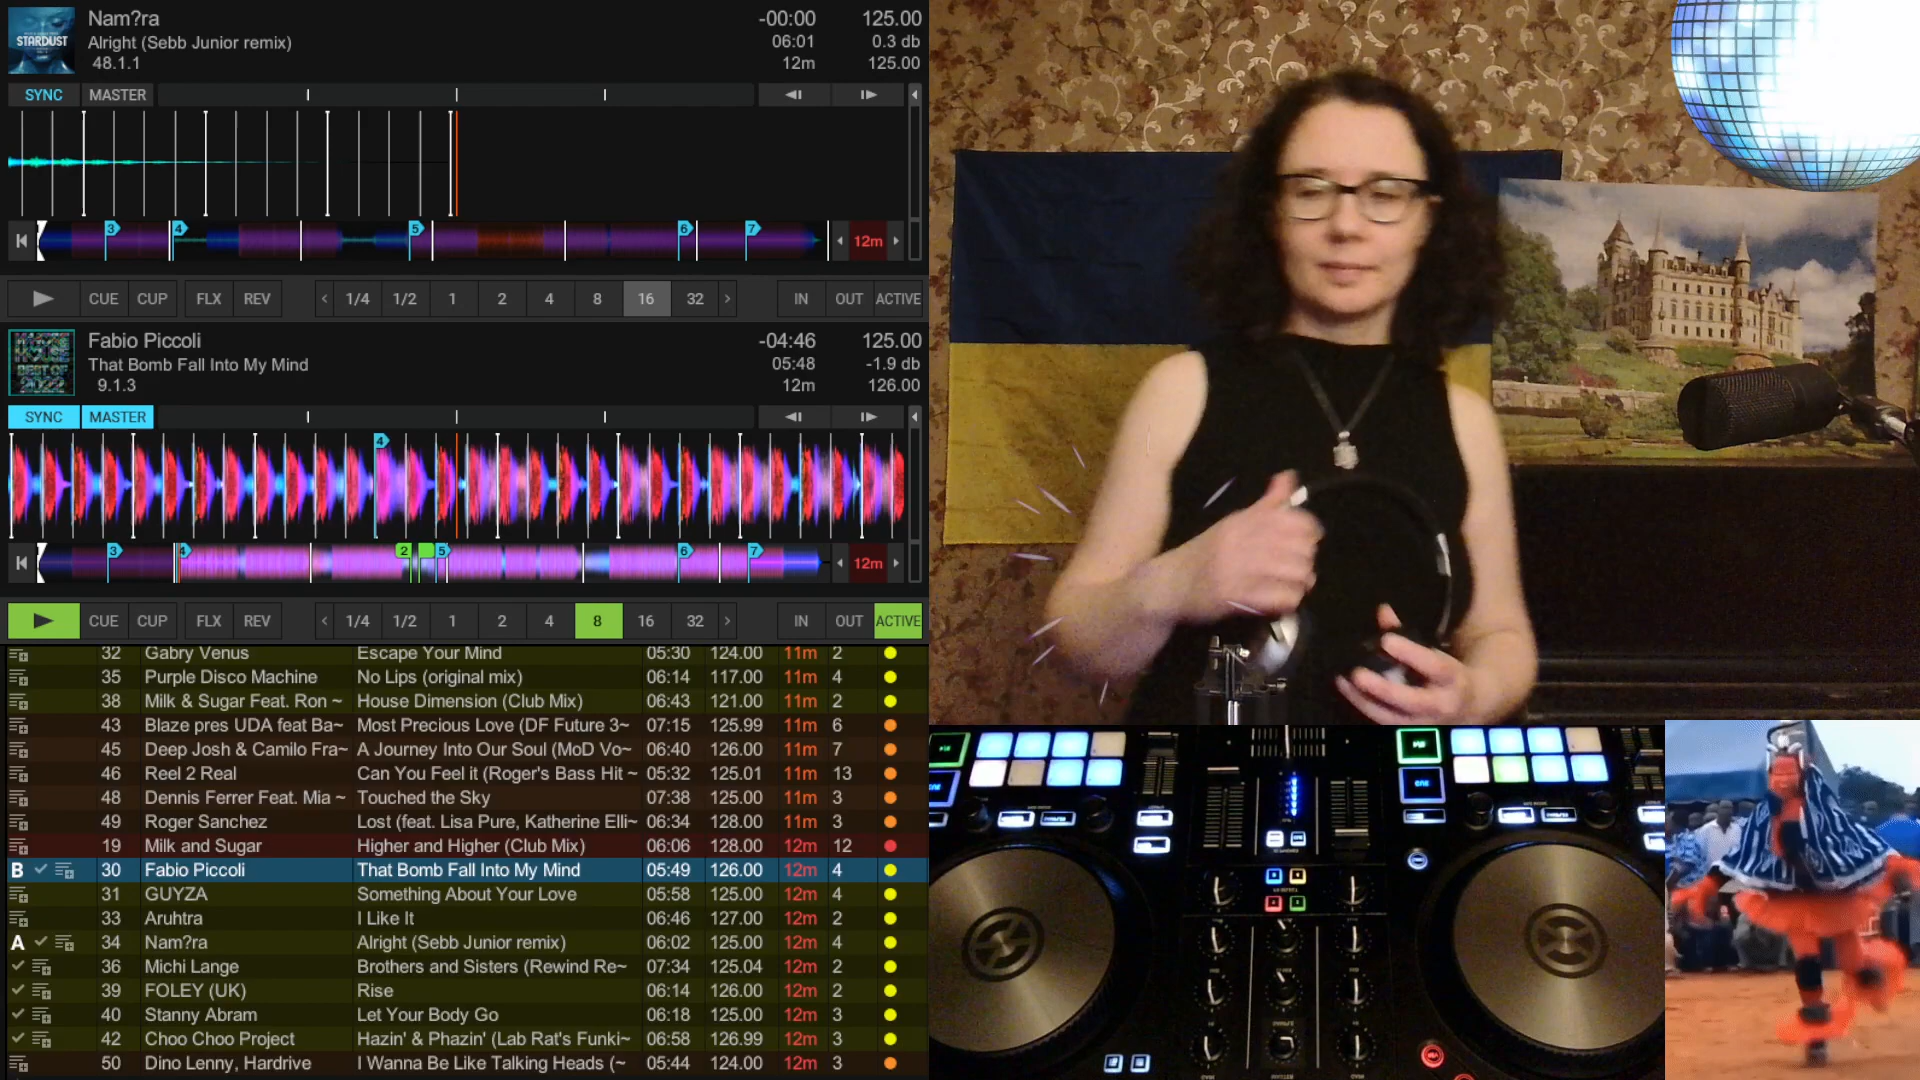 STARDUST
Nam?ra -00:00 125.00
Alright (Sebb Junior remix) 06:01 0.3 db
48.1.1 12m 125.00
SYNC MASTER
3 4 5 6 7 12m
CUE CUP FLX REV 1/4 1/2 1 2 4 8 16 32 IN OUT ACTIVE
HOUSE
BEST OF
2022
Fabio Piccoli -04:46 125.00
That Bomb Fall Into My Mind 05:48 -1.9 db
9.1.3 12m 126.00
SYNC MASTER
4
3 4 2 5 6 7 12m
CUE CUP FLX REV 1/4 1/2 1 2 4 8 16 32 IN OUT ACTIVE
32 Gabry Venus Escape Your Mind 05:30 124.00 11m 2
35 Purple Disco Machine No Lips (original mix) 06:14 117.00 11m 4
38 Milk & Sugar Feat. Ron ~ House Dimension (Club Mix) 06:43 121.00 11m 2
43 Blaze pres UDA feat Ba~ Most Precious Love (DF Future 3~ 07:15 125.99 11m 6
45 Deep Josh & Camilo Fra~ A Journey Into Our Soul (MoD Vo~ 06:40 126.00 11m 7
46 Reel 2 Real Can You Feel it (Roger's Bass Hit ~ 05:32 125.01 11m 13
48 Dennis Ferrer Feat. Mia ~ Touched the Sky 07:38 125.00 11m 3
49 Roger Sanchez Lost (feat. Lisa Pure, Katherine Elli~ 06:34 128.00 11m 3
19 Milk and Sugar Higher and Higher (Club Mix) 06:06 128.00 12m 12
B 30 Fabio Piccoli That Bomb Fall Into My Mind 05:49 126.00 12m 4
31 GUYZA Something About Your Love 05:58 125.00 12m 4
33 Aruhtra I Like It 06:46 127.00 12m 2
A 34 Nam?ra Alright (Sebb Junior remix) 06:02 125.00 12m 4
36 Michi Lange Brothers and Sisters (Rewind Re~ 07:34 125.04 12m 2
39 FOLEY (UK) Rise 06:14 126.00 12m 2
40 Stanny Abram Let Your Body Go 06:18 125.00 12m 3
42 Choo Choo Project Hazin' & Phazin' (Lab Rat's Funki~ 06:58 126.99 12m 3
50 Dino Lenny, Hardrive I Wanna Be Like Talking Heads (~ 05:44 124.00 12m 3